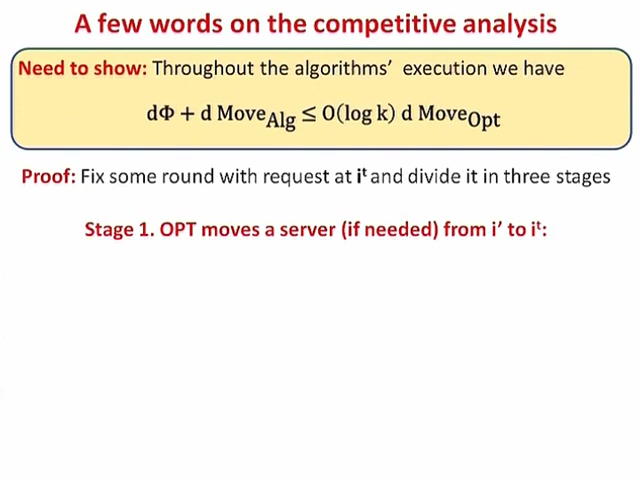 A few words on the competitive analysis
Need to show: Throughout the algorithms' execution we have
dΦ + d Move_Alg ≤ O(log k) d Move_Opt
Proof: Fix some round with request at iᵗ and divide it in three stages
Stage 1. OPT moves a server (if needed) from i' to iᵗ: